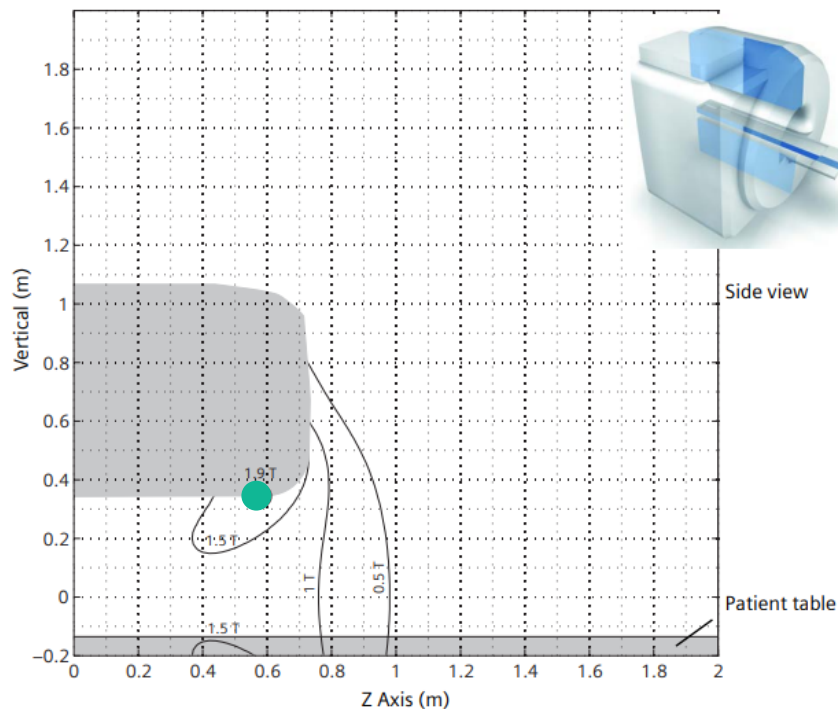 1.8
1.6
1.4
1.2
1
0.8
0.6
0.4
0.2
0
−0.2
Vertical (m)
Side view
1.9 T
1.5 T
1 T
0.5 T
1.5 T
Patient table
0 0.2 0.4 0.6 0.8 1 1.2 1.4 1.6 1.8 2
Z Axis (m)